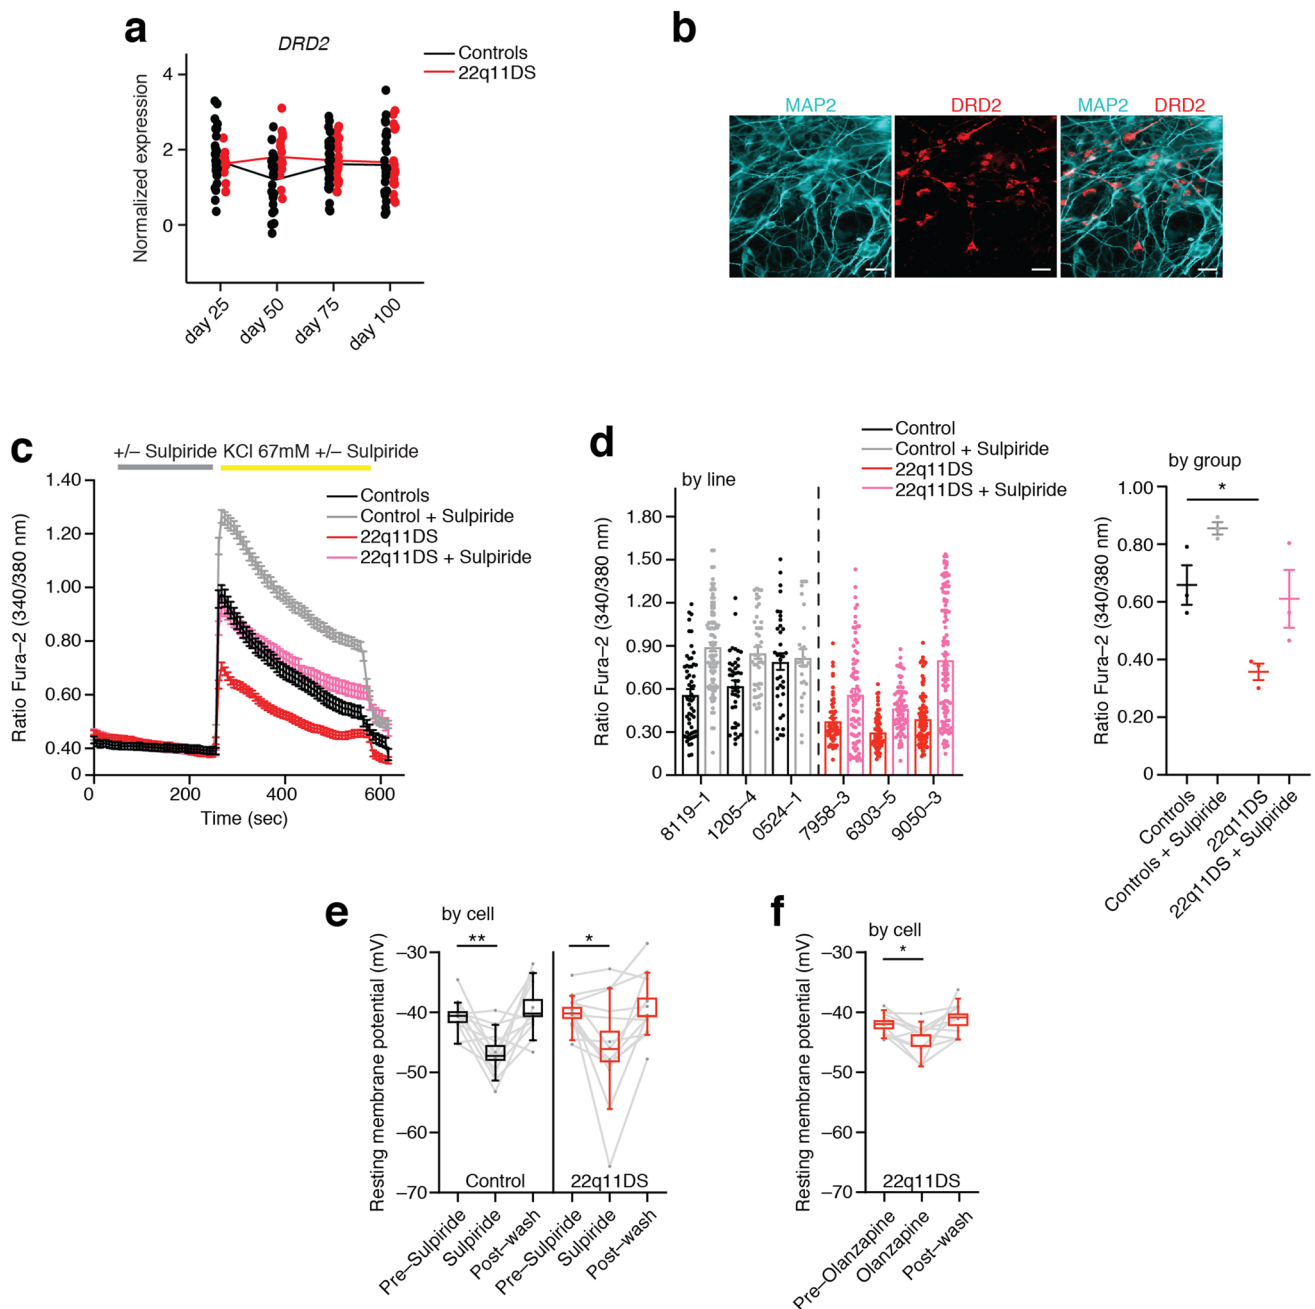 a
DRD2
Controls
22q11DS
Normalized expression
4
2
0
day 25
day 50
day 75
day 100
b
MAP2
DRD2
MAP2 DRD2
c
+/– Sulpiride KCl 67mM +/– Sulpiride
Controls
Control + Sulpiride
22q11DS
22q11DS + Sulpiride
Ratio Fura–2 (340/380 nm)
1.40
1.20
1.00
0.80
0.60
0.40
0
0
200
400
600
Time (sec)
d
Control
Control + Sulpiride
22q11DS
22q11DS + Sulpiride
by line
Ratio Fura–2 (340/380 nm)
1.80
1.50
1.20
0.90
0.60
0.30
0
8119–1
1205–4
0524–1
7958–3
6303–5
9050–3
by group
*
Ratio Fura–2 (340/380 nm)
1.00
0.80
0.60
0.40
0.20
0
Controls
Controls + Sulpiride
22q11DS
22q11DS + Sulpiride
e
by cell
**
*
Resting membrane potential (mV)
–30
–40
–50
–60
–70
Control
22q11DS
Pre–Sulpiride
Sulpiride
Post–wash
Pre–Sulpiride
Sulpiride
Post–wash
f
by cell
*
Resting membrane potential (mV)
–30
–40
–50
–60
–70
22q11DS
Pre–Olanzapine
Olanzapine
Post–wash